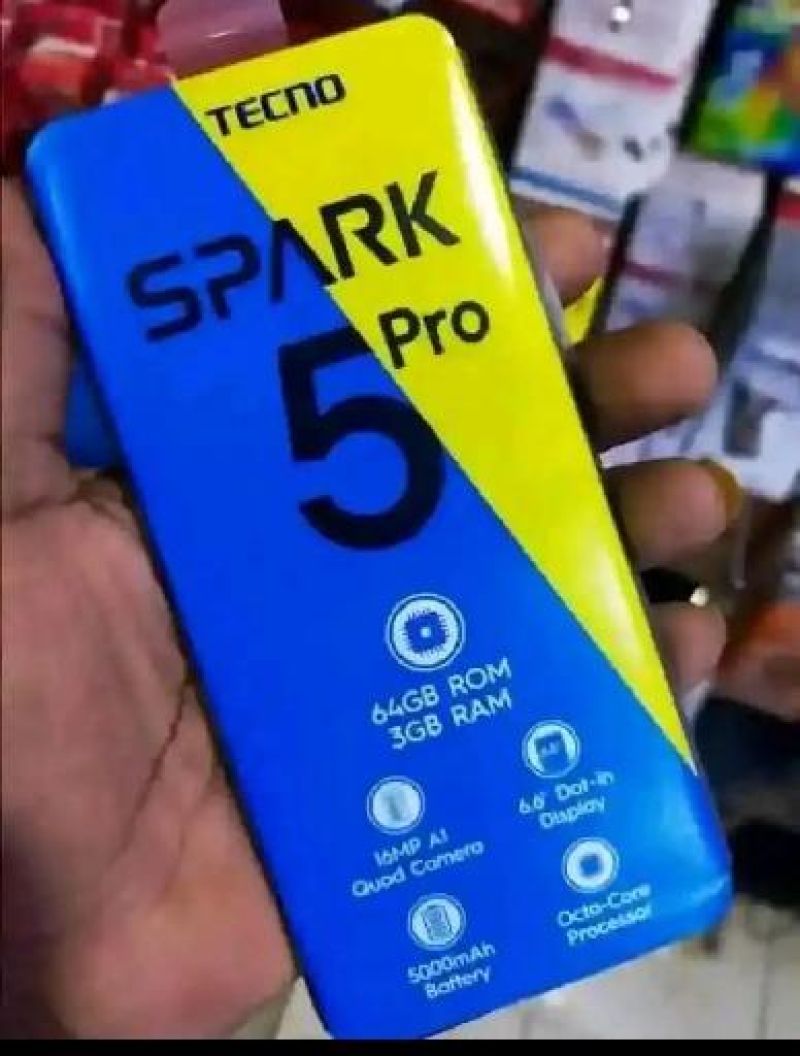 TECNO
SPARK
5 Pro
64GB ROM
3GB RAM
6.6" Dot-in
Display
16MP AI
Quad Camera
Octa-Core
Processor
5000mAh
Battery